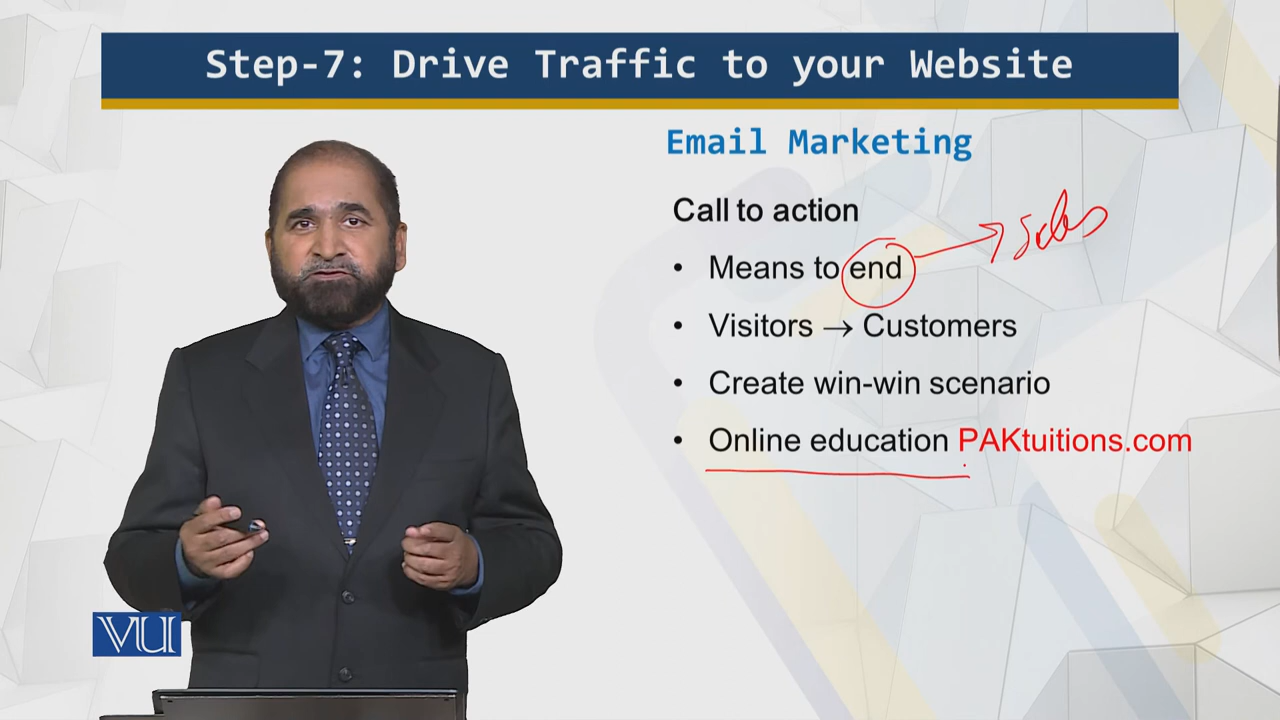 Step-7: Drive Traffic to your Website
Email Marketing
Call to action
• Means to end
sales
• Visitors → Customers
• Create win-win scenario
• Online education PAKtuitions.com
VU